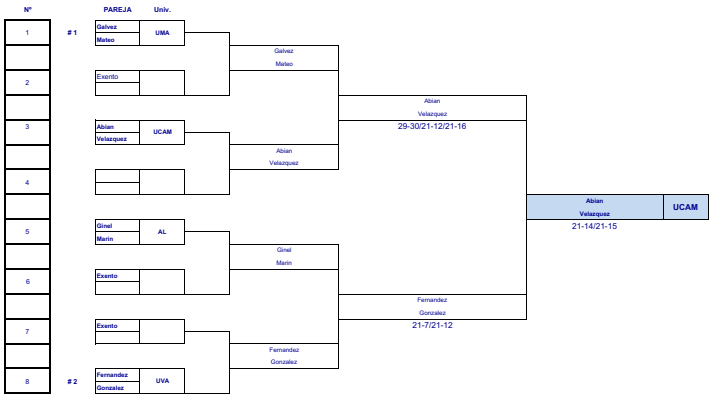 Nº PAREJA Univ.
1 # 1 Galvez UMA
Mateo
Galvez
Mateo
2 Exento
Abian
Velazquez
29-30/21-12/21-16
3 Abian UCAM
Velazquez
Abian
Velazquez
4
Abian UCAM
Velazquez
21-14/21-15
5 Ginel AL
Marin
Ginel
Marin
6 Exento
Fernandez
Gonzalez
21-7/21-12
7 Exento
Fernandez
Gonzalez
8 # 2 Fernandez UVA
Gonzalez